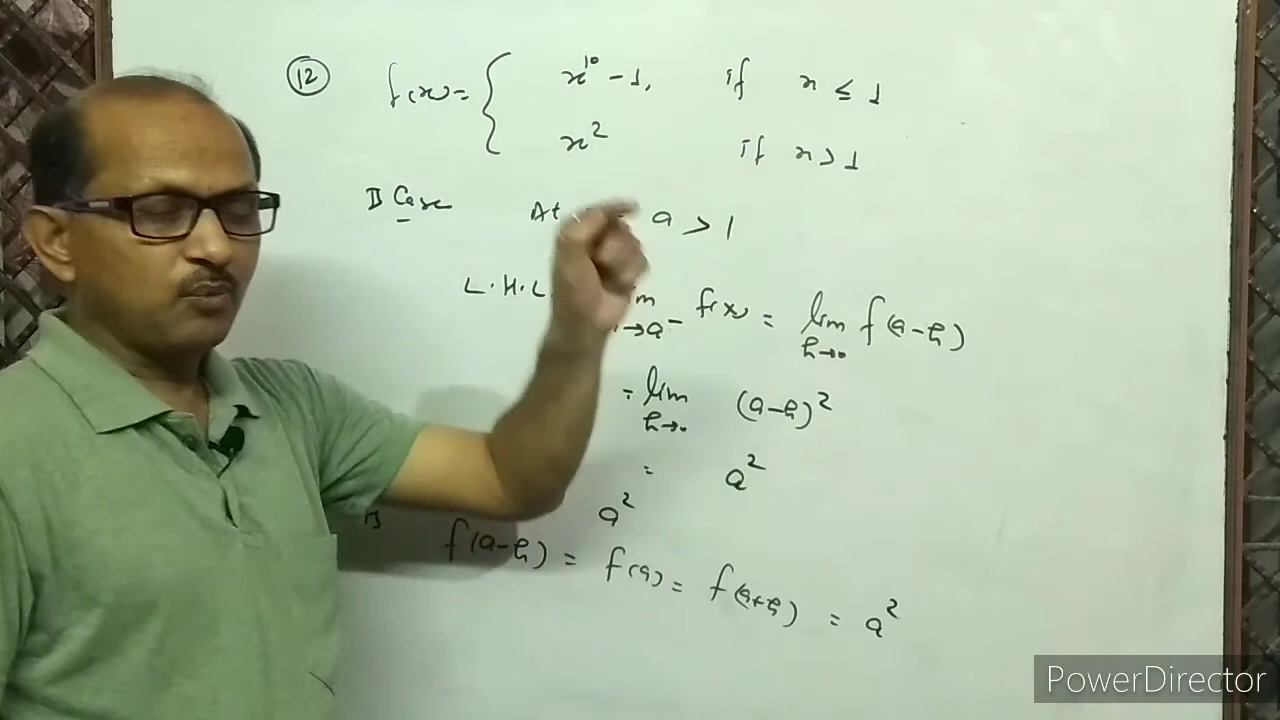 12 f(x) = { x¹⁰ - 1, if x ≤ 1
x² if x > 1
II Case At a > 1
L.H.L. →a⁻ f(x) = lim h→0 f(a-h)
= lim h→0 (a-h)²
= a²
a²
f(a-h) = f(a) = f(a+h) = a²
PowerDirector